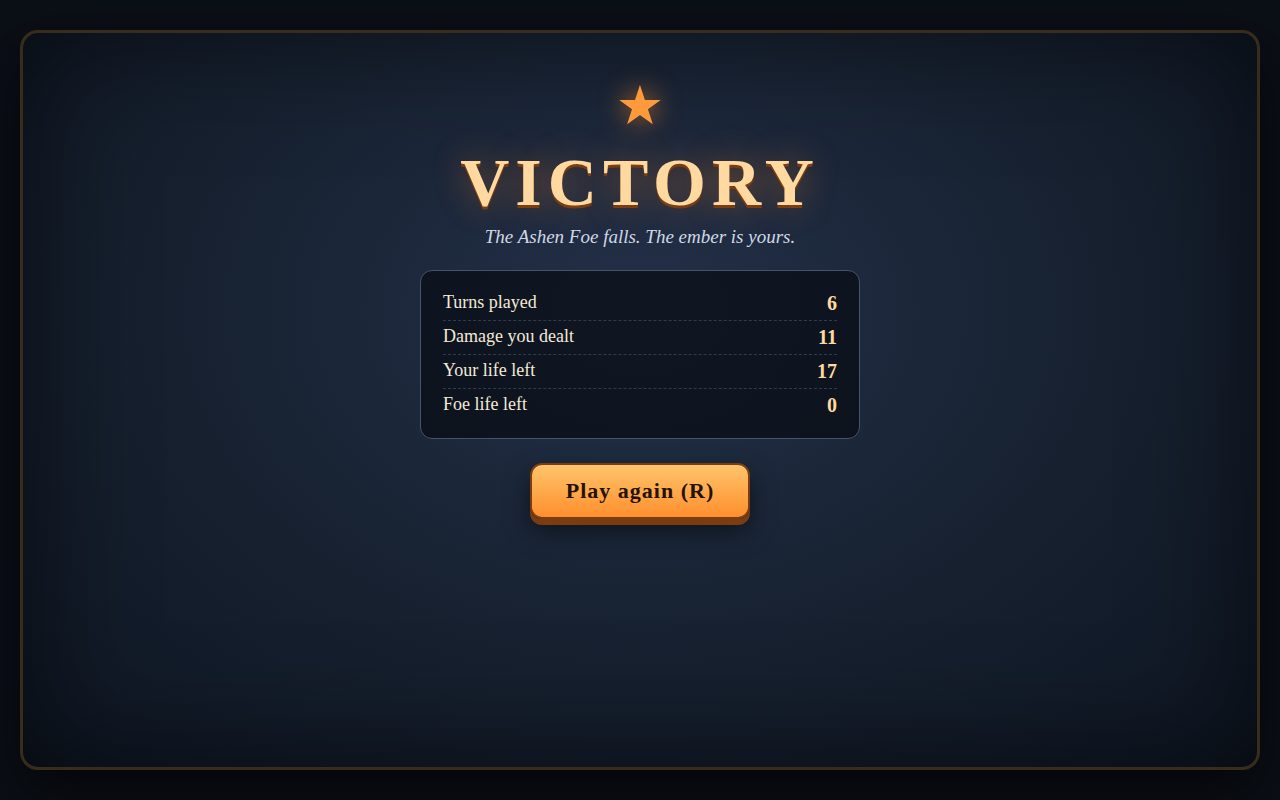 VICTORY
The Ashen Foe falls. The ember is yours.
Turns played 6
Damage you dealt 11
Your life left 17
Foe life left 0
Play again (R)